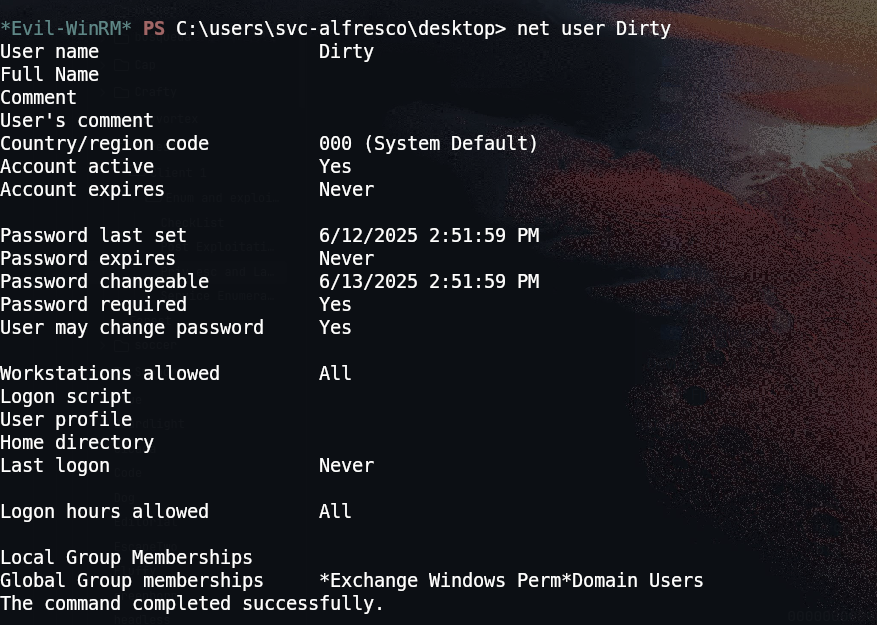 *Evil-WinRM* PS C:\users\svc-alfresco\desktop> net user Dirty
User name                    Dirty
Full Name
Comment
User's comment
Country/region code          000 (System Default)
Account active               Yes
Account expires              Never

Password last set            6/12/2025 2:51:59 PM
Password expires             Never
Password changeable          6/13/2025 2:51:59 PM
Password required            Yes
User may change password     Yes

Workstations allowed         All
Logon script
User profile
Home directory
Last logon                   Never

Logon hours allowed          All

Local Group Memberships
Global Group memberships     *Exchange Windows Perm*Domain Users
The command completed successfully.